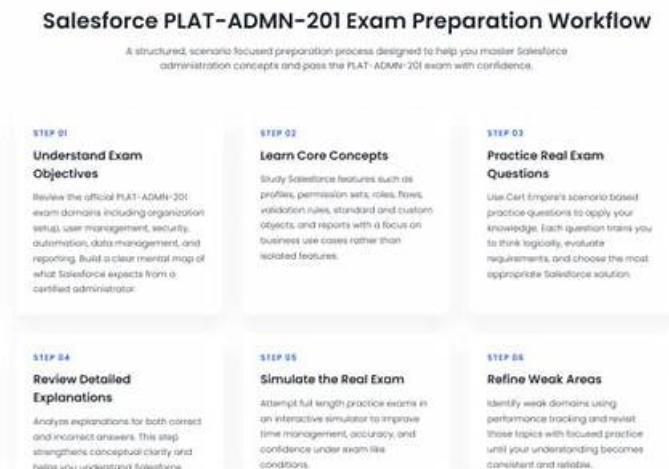 Salesforce PLAT-ADMN-201 Exam Preparation Workflow
A structured, scenario focused preparation process designed to help you master Salesforce
administration concepts and pass the PLAT-ADMN-201 exam with confidence.
STEP 01
Understand Exam
Objectives
Review the official PLAT-ADMN-201
exam domains including organization
setup, user management, security,
automation, data management, and
reporting. Build a clear mental map of
what Salesforce expects from a
certified administrator.
STEP 02
Learn Core Concepts
Study Salesforce features such as
profiles, permission sets, roles, flows,
validation rules, standard and custom
objects, and reports with a focus on
business use cases rather than
isolated features.
STEP 03
Practice Real Exam
Questions
Use Cert Empire's scenario based
practice questions to apply your
knowledge. Each question trains you
to think logically, evaluate
requirements, and choose the most
appropriate Salesforce solution.
STEP 04
Review Detailed
Explanations
Analyze explanations for both correct
and incorrect answers. This step
strengthens conceptual clarity and
helps you understand Salesforce
STEP 05
Simulate the Real Exam
Attempt full length practice exams in
an interactive simulator to improve
time management, accuracy, and
confidence under exam like
conditions.
STEP 06
Refine Weak Areas
Identify weak domains using
performance tracking and revisit
those topics with focused practice
until your understanding becomes
consistent and reliable.